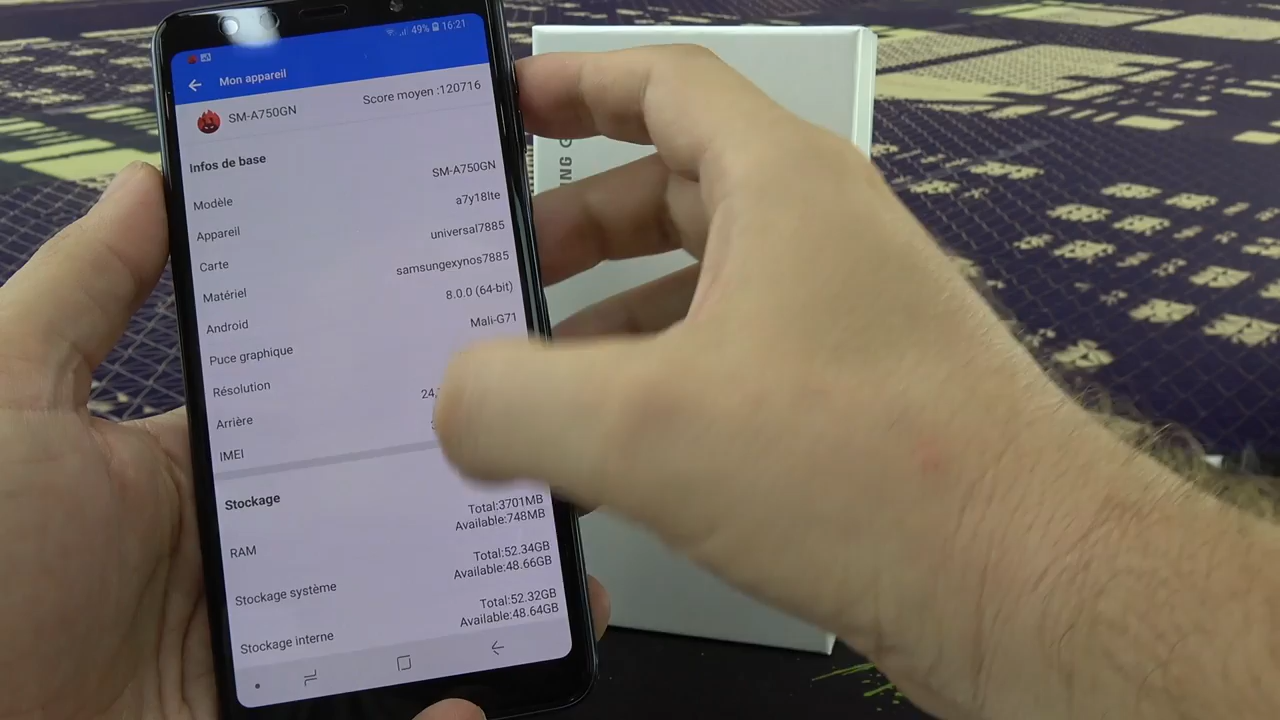 49% 16:21
Mon appareil
SM-A750GN Score moyen :120716
Infos de base
Modèle SM-A750GN
Appareil a7y18lte
Carte universal7885
Matériel samsungexynos7885
Android 8.0.0 (64-bit)
Puce graphique Mali-G71
Résolution
Arrière 24,
IMEI
Stockage
RAM Total:3701MB
Available:748MB
Stockage système Total:52.34GB
Available:48.66GB
Stockage interne Total:52.32GB
Available:48.64GB